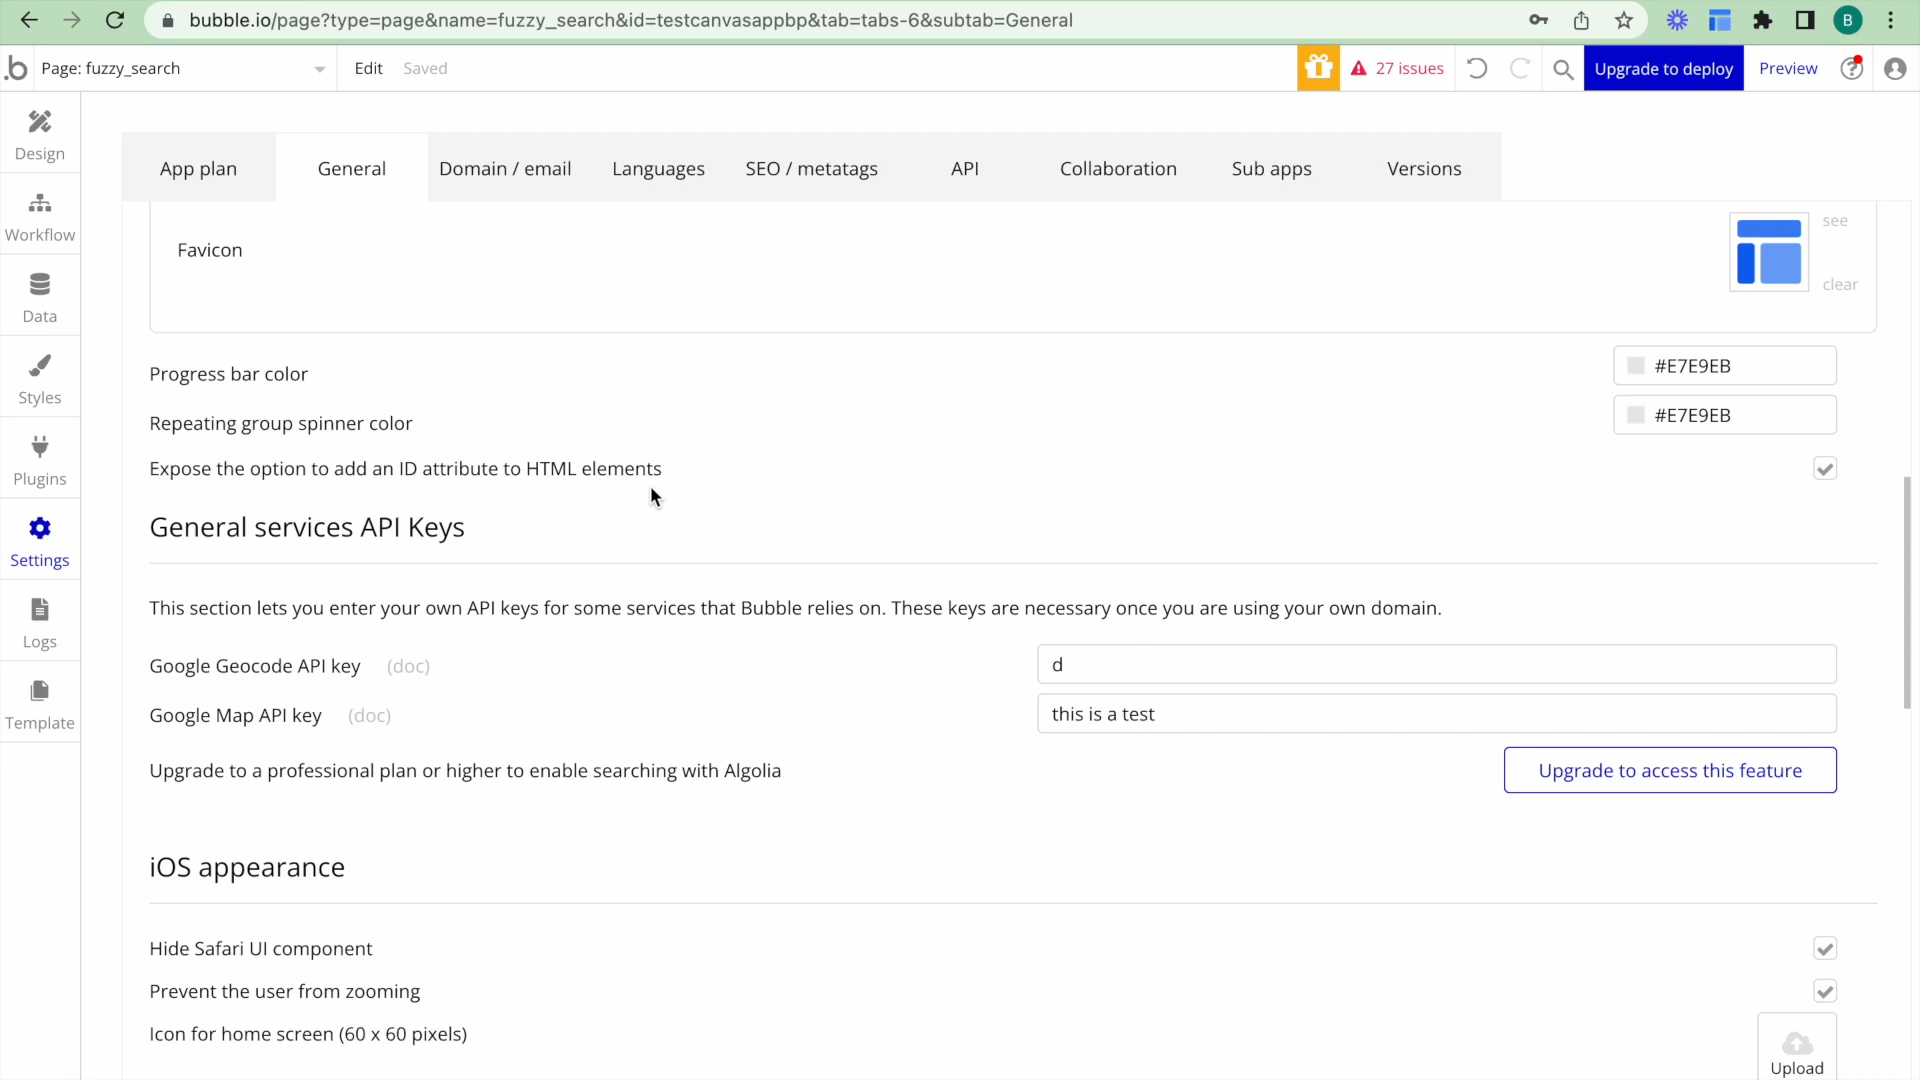 bubble.io/page?type=page&name=fuzzy_search&id=testcanvasappbp&tab=tabs-6&subtab=General
B
b Page: fuzzy_search Edit Saved 27 issues Upgrade to deploy Preview
Design
Workflow
Data
Styles
Plugins
Settings
Logs
Template
App plan General Domain / email Languages SEO / metatags API Collaboration Sub apps Versions
Favicon
see
clear
Progress bar color #E7E9EB
Repeating group spinner color #E7E9EB
Expose the option to add an ID attribute to HTML elements
General services API Keys
This section lets you enter your own API keys for some services that Bubble relies on. These keys are necessary once you are using your own domain.
Google Geocode API key (doc) d
Google Map API key (doc) this is a test
Upgrade to a professional plan or higher to enable searching with Algolia Upgrade to access this feature
iOS appearance
Hide Safari UI component
Prevent the user from zooming
Icon for home screen (60 x 60 pixels)
Upload